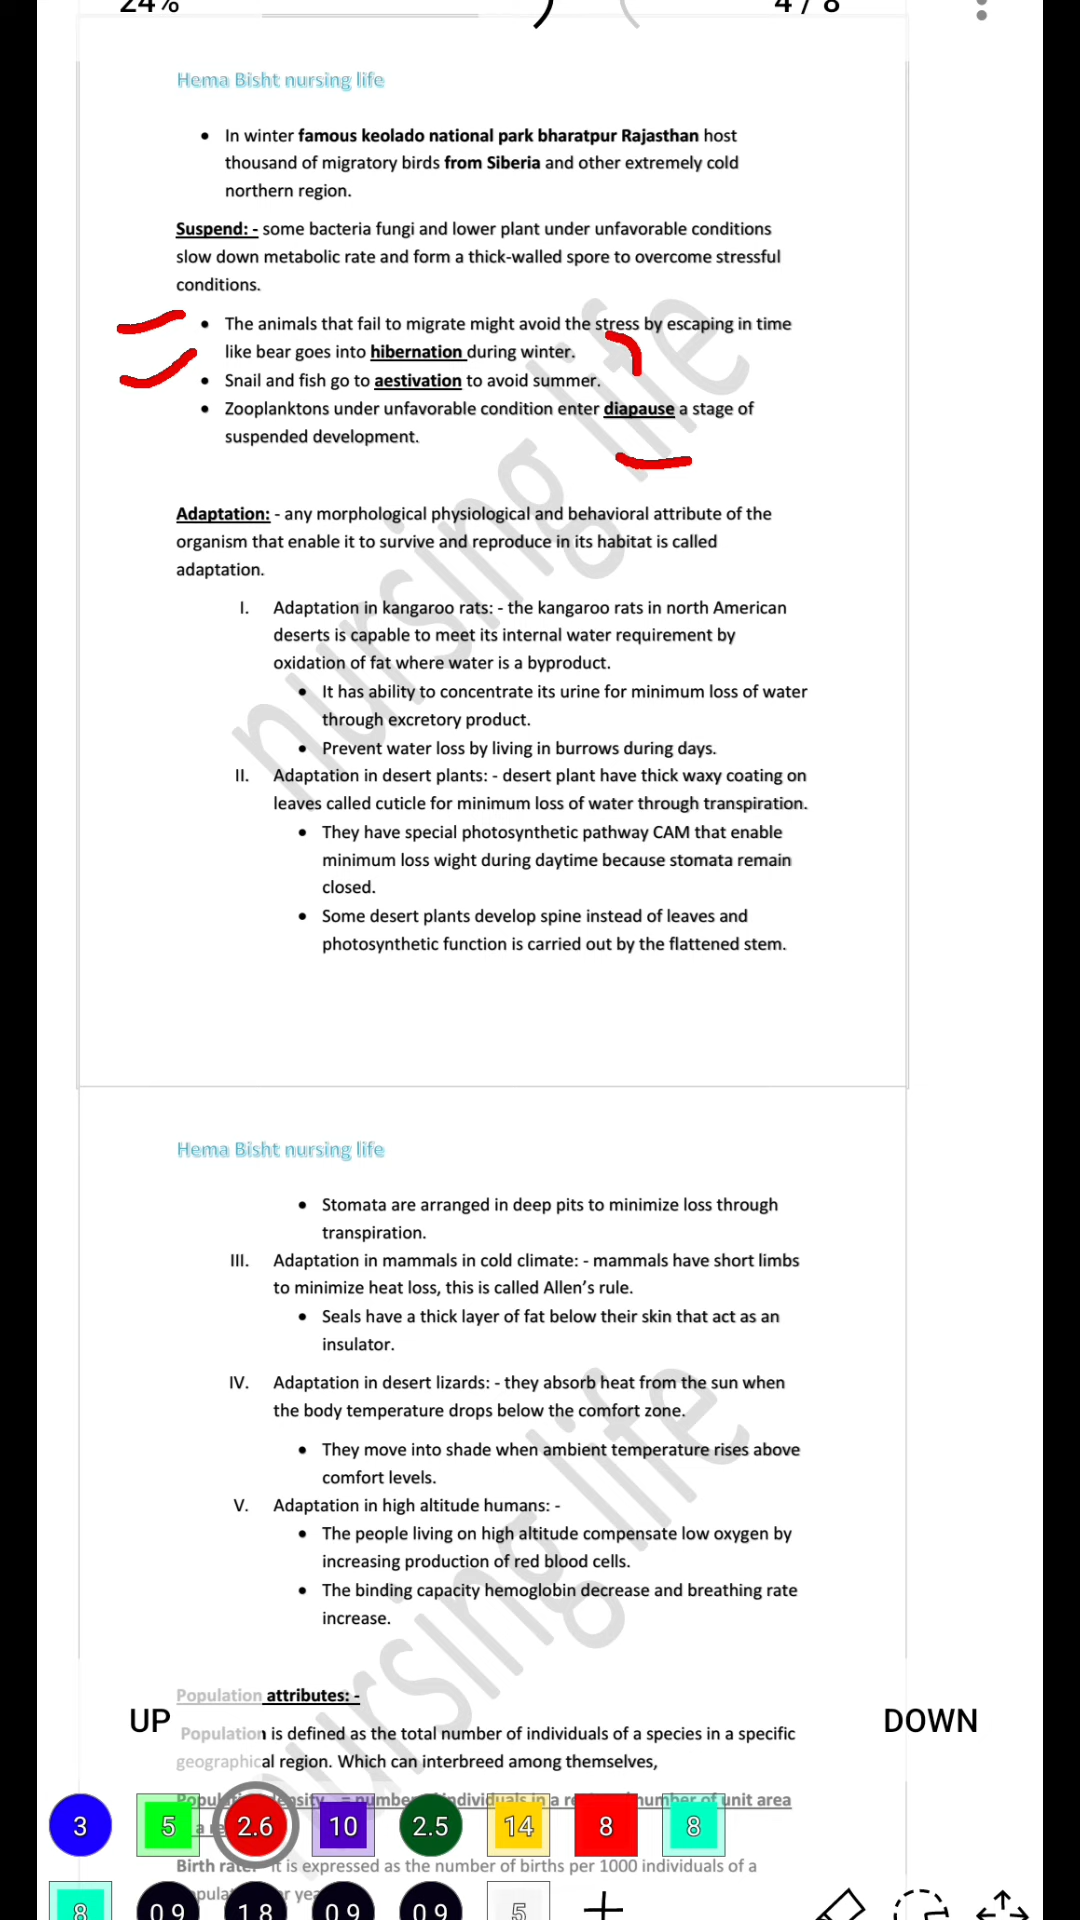 24%
4 / 8
Hema Bisht nursing life
• In winter famous keolado national park bharatpur Rajasthan host
thousand of migratory birds from Siberia and other extremely cold
northern region.
Suspend: - some bacteria fungi and lower plant under unfavorable conditions
slow down metabolic rate and form a thick-walled spore to overcome stressful
conditions.
• The animals that fail to migrate might avoid the stress by escaping in time
like bear goes into hibernation during winter.
• Snail and fish go to aestivation to avoid summer.
• Zooplanktons under unfavorable condition enter diapause a stage of
suspended development.
Adaptation: - any morphological physiological and behavioral attribute of the
organism that enable it to survive and reproduce in its habitat is called
adaptation.
I. Adaptation in kangaroo rats: - the kangaroo rats in north American
deserts is capable to meet its internal water requirement by
oxidation of fat where water is a byproduct.
• It has ability to concentrate its urine for minimum loss of water
through excretory product.
• Prevent water loss by living in burrows during days.
II. Adaptation in desert plants: - desert plant have thick waxy coating on
leaves called cuticle for minimum loss of water through transpiration.
• They have special photosynthetic pathway CAM that enable
minimum loss wight during daytime because stomata remain
closed.
• Some desert plants develop spine instead of leaves and
photosynthetic function is carried out by the flattened stem.
nursing life
Hema Bisht nursing life
• Stomata are arranged in deep pits to minimize loss through
transpiration.
III. Adaptation in mammals in cold climate: - mammals have short limbs
to minimize heat loss, this is called Allen's rule.
• Seals have a thick layer of fat below their skin that act as an
insulator.
IV. Adaptation in desert lizards: - they absorb heat from the sun when
the body temperature drops below the comfort zone.
• They move into shade when ambient temperature rises above
comfort levels.
V. Adaptation in high altitude humans: -
• The people living on high altitude compensate low oxygen by
increasing production of red blood cells.
• The binding capacity hemoglobin decrease and breathing rate
increase.
nursing life
Population attributes: -
UP
DOWN
Population is defined as the total number of individuals of a species in a specific
geographical region. Which can interbreed among themselves,
unit area
3 5 2.6 10 2.5 14 8 8
Birth rate: - it is expressed as the number of births per 1000 individuals of a
8 0.9 1.8 0.9 0.9 5